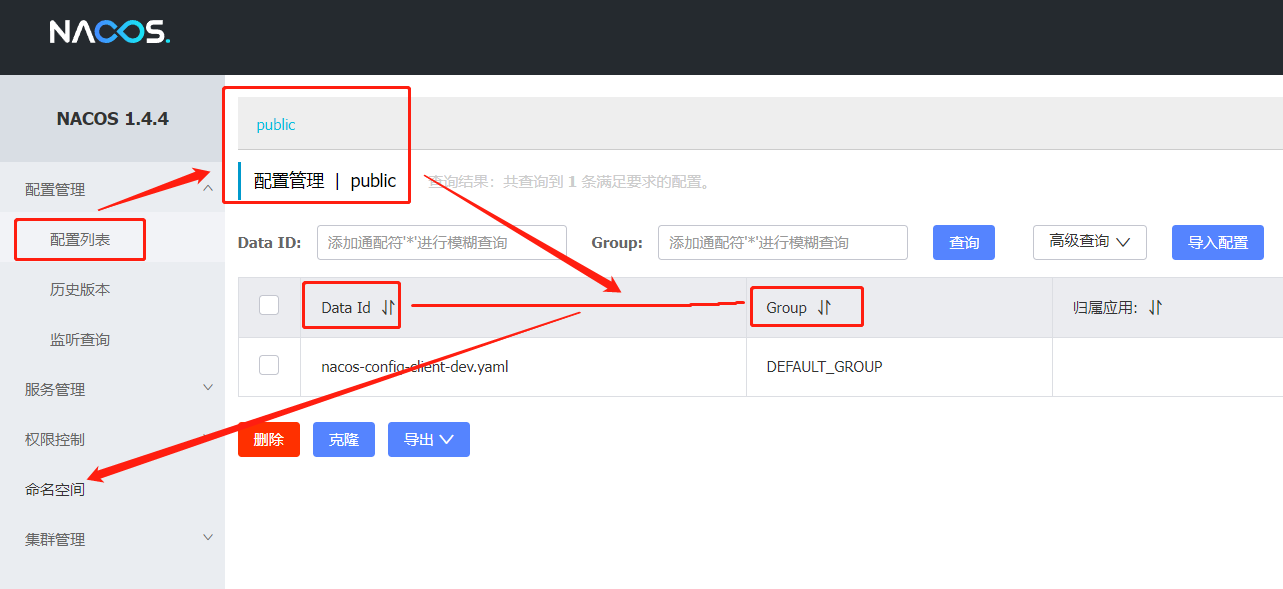 NACOS.
NACOS 1.4.4
配置管理
配置列表
历史版本
监听查询
服务管理
权限控制
命名空间
集群管理
public
配置管理 | public 查询结果：共查询到 1 条满足要求的配置。
Data ID: 添加通配符'*'进行模糊查询 Group: 添加通配符'*'进行模糊查询 查询 高级查询 导入配置
Data Id Group 归属应用:
nacos-config-client-dev.yaml DEFAULT_GROUP
删除 克隆 导出